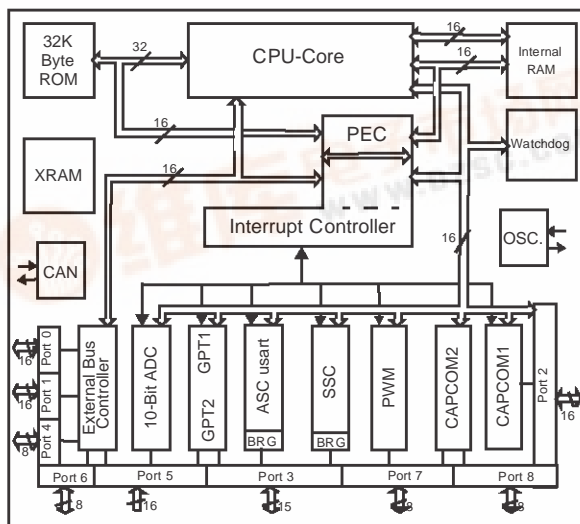 32K
Byte
ROM
32
CPU-Core
16
16
Internal
RAM
16
PEC
Watchdog
XRAM
16
Interrupt Controller
16
OSC.
CAN
Port 0
16
Port 1
16
Port 4
8
External Bus
Controller
10-Bit ADC
GPT1
GPT2
ASC usart
BRG
SSC
BRG
PWM
CAPCOM2
CAPCOM1
Port 2
16
Port 6
Port 5
Port 3
Port 7
Port 8
8
16
15
8
8